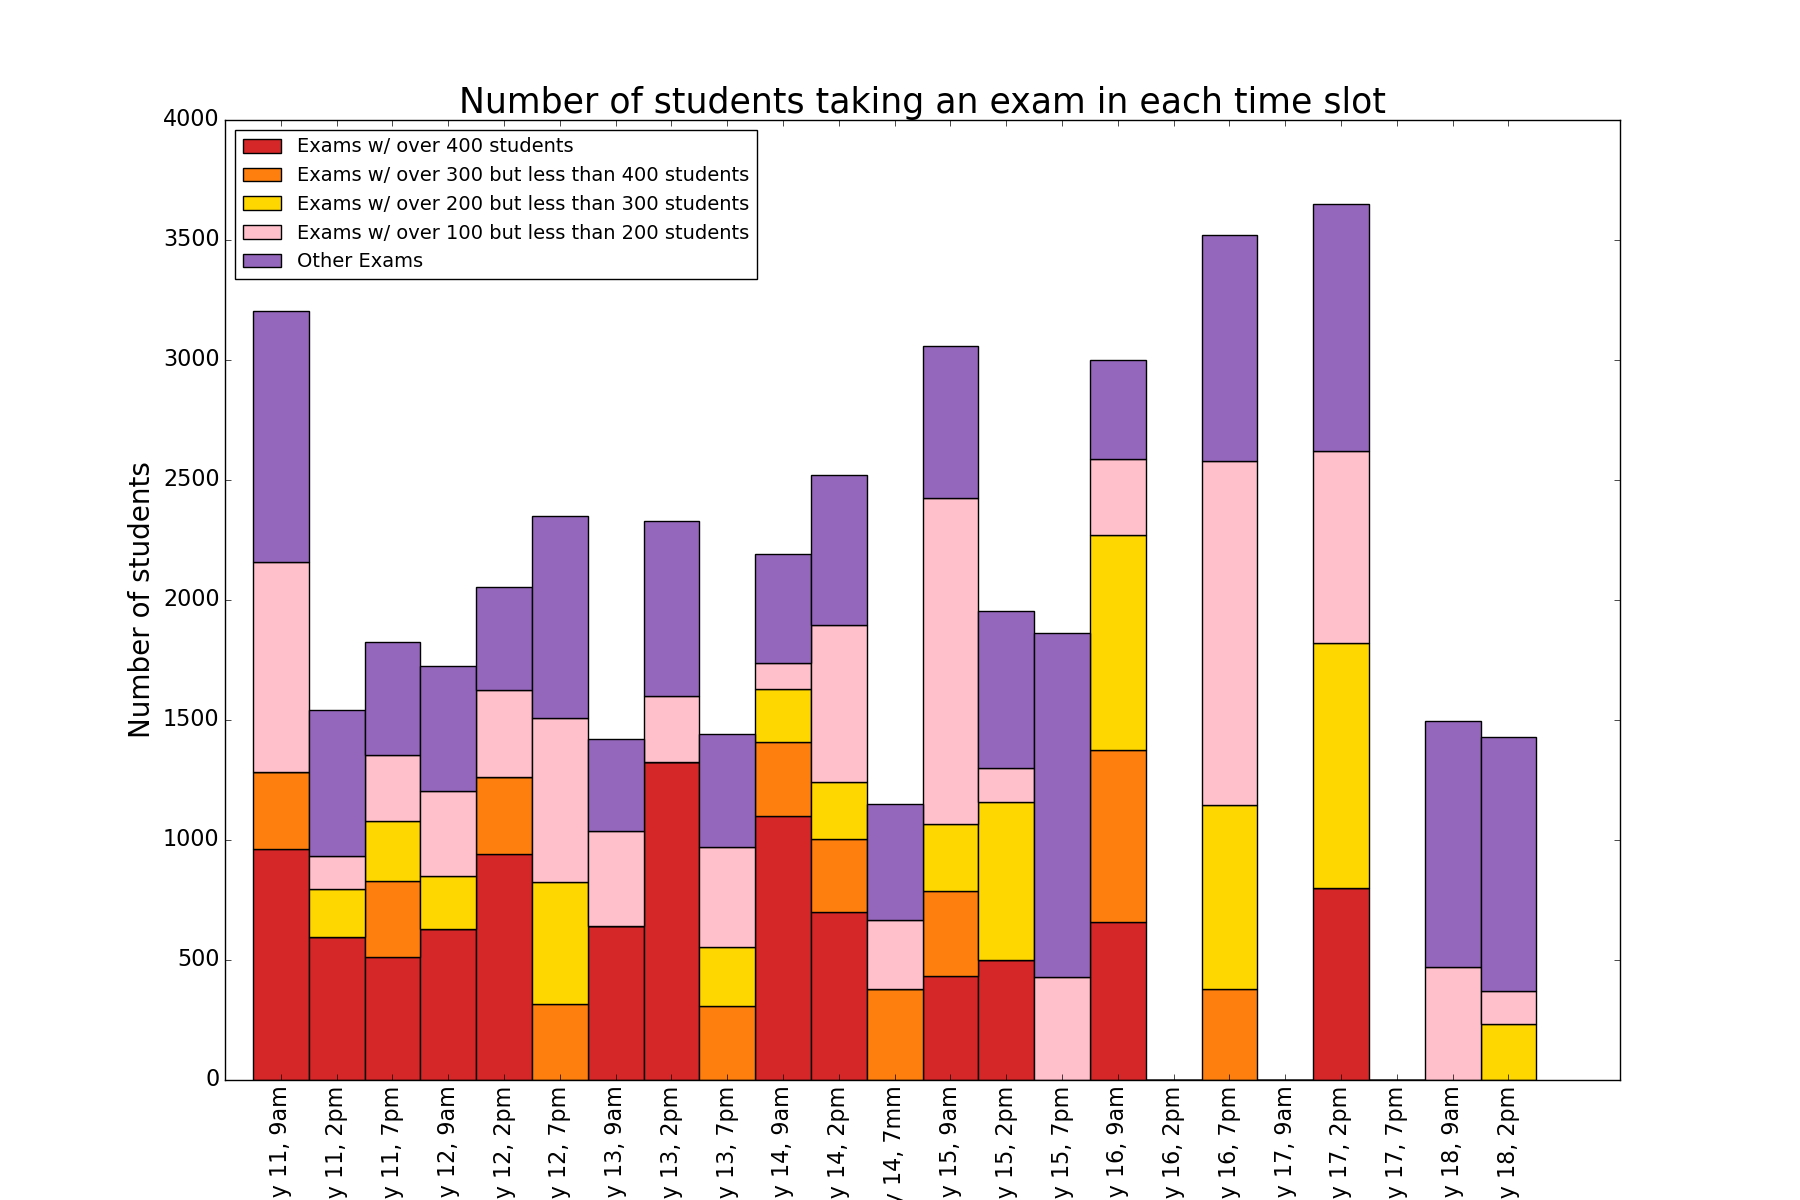 Number of students taking an exam in each time slot
Exams w/ over 400 students
Exams w/ over 300 but less than 400 students
Exams w/ over 200 but less than 300 students
Exams w/ over 100 but less than 200 students
Other Exams
Number of students
4000
3500
3000
2500
2000
1500
1000
500
0
y 11, 9am
y 11, 2pm
y 11, 7pm
y 12, 9am
y 12, 2pm
y 12, 7pm
y 13, 9am
y 13, 2pm
y 13, 7pm
y 14, 9am
y 14, 2pm
y 14, 7mm
y 15, 9am
y 15, 2pm
y 15, 7pm
y 16, 9am
y 16, 2pm
y 16, 7pm
y 17, 9am
y 17, 2pm
y 17, 7pm
y 18, 9am
y 18, 2pm